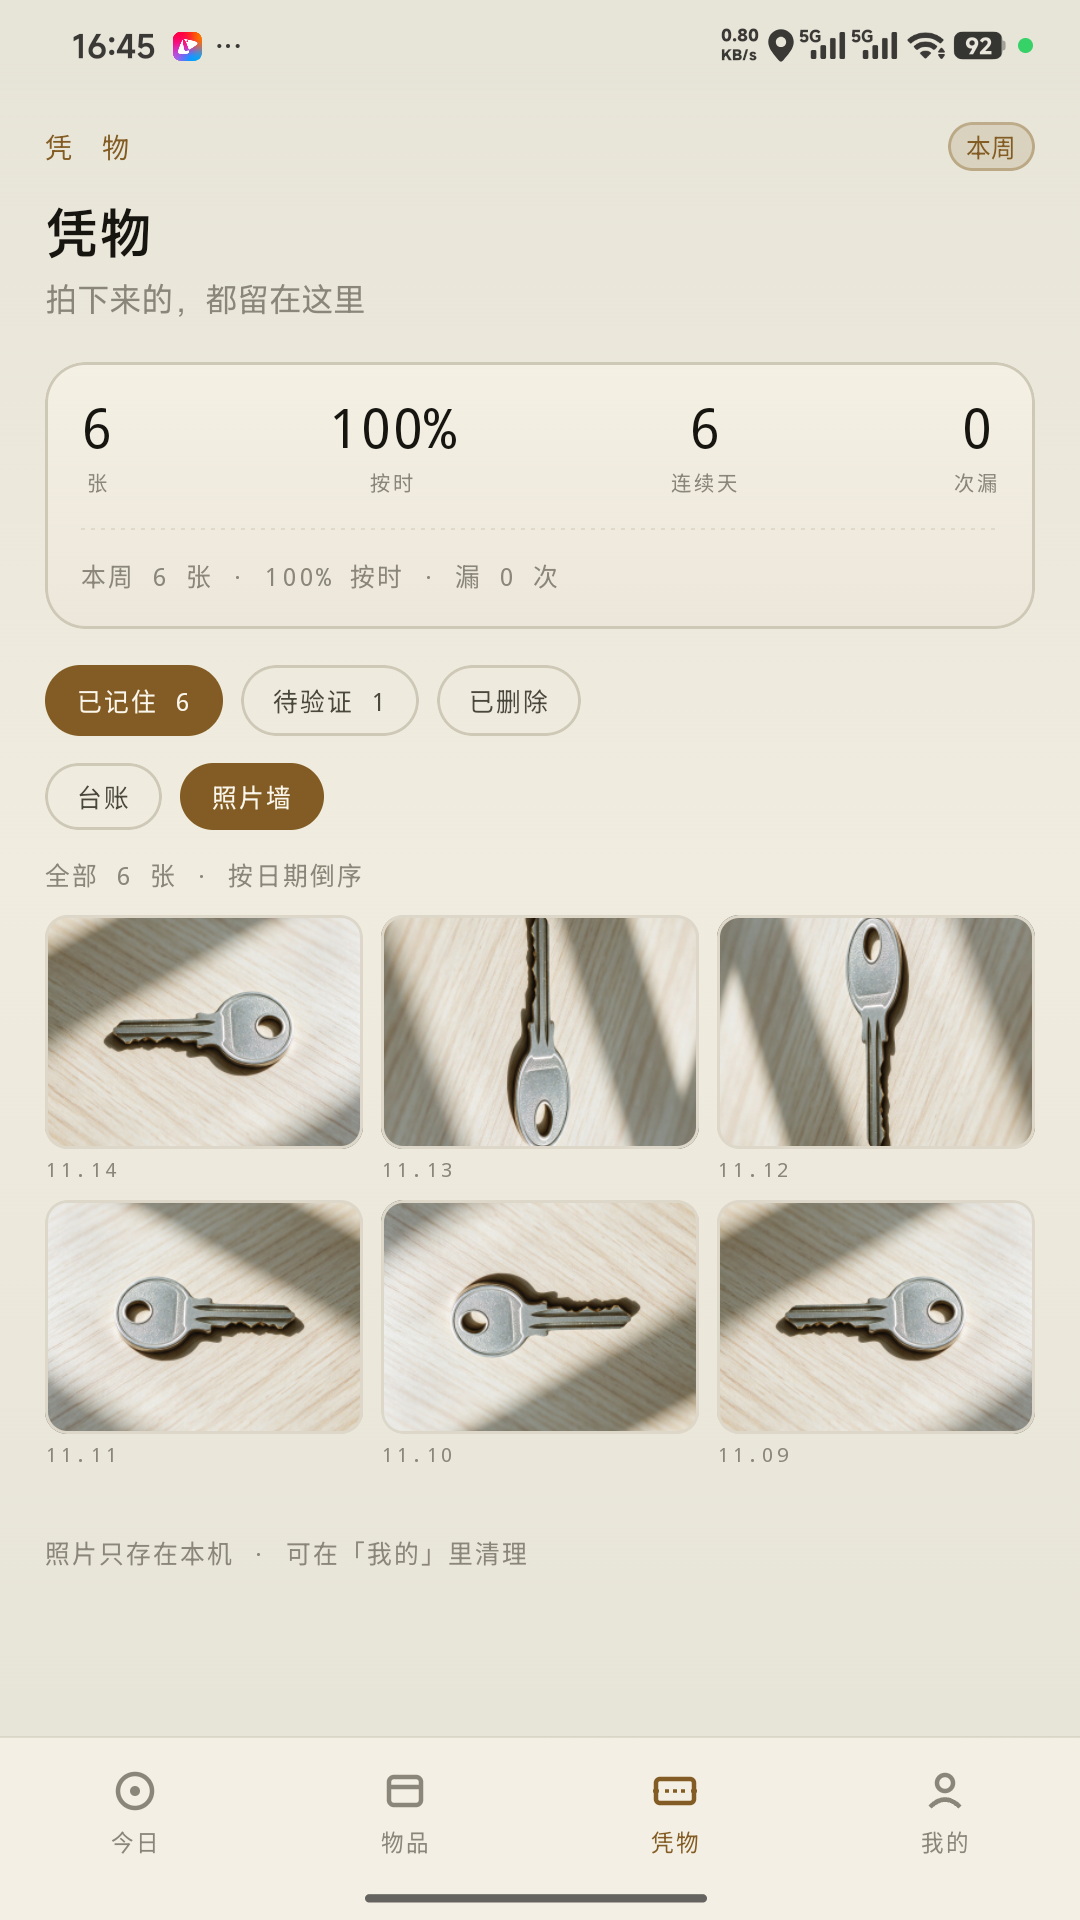 16:45 ··· 0.80 KB/s 5G 5G 92
凭 物 本周
凭物
拍下来的，都留在这里
6 100% 6 0
张 按时 连续天 次漏
本周 6 张 · 100% 按时 · 漏 0 次
已记住 6 待验证 1 已删除
台账 照片墙
全部 6 张 · 按日期倒序
11.14 11.13 11.12
11.11 11.10 11.09
照片只存在本机 · 可在「我的」里清理
今日 物品 凭物 我的